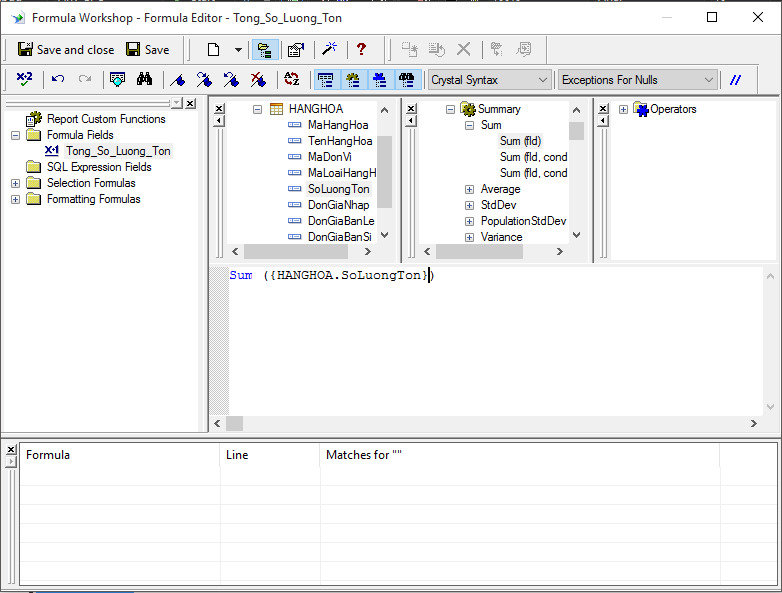 Formula Workshop - Formula Editor - Tong_So_Luong_Ton
Save and close Save
Crystal Syntax Exceptions For Nulls //
Report Custom Functions
Formula Fields
Tong_So_Luong_Ton
SQL Expression Fields
Selection Formulas
Formatting Formulas
HANGHOA
MaHangHoa
TenHangHoa
MaDonVi
MaLoaiHangH
SoLuongTon
DonGiaNhap
DonGiaBanLe
DonGiaBanSi
Summary
Sum
Sum (fld)
Sum (fld, cond
Sum (fld, cond
Average
StdDev
PopulationStdDev
Variance
Operators
Sum ({HANGHOA.SoLuongTon})
Formula Line Matches for ""